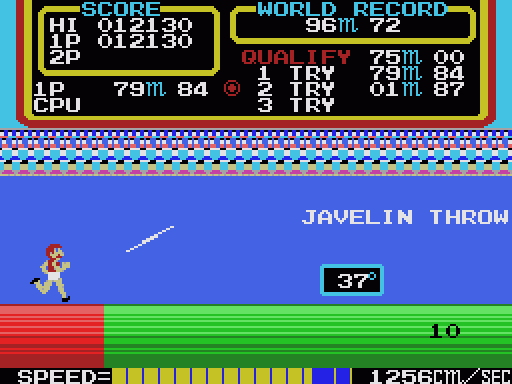 SCORE WORLD RECORD
HI 012130 96m 72
1P 012130
2P QUALIFY 75m 00
1 TRY 79m 84
1P 79m 84 2 TRY 01m 87
CPU 3 TRY
JAVELIN THROW
37°
10
SPEED= 1256cm/SEC